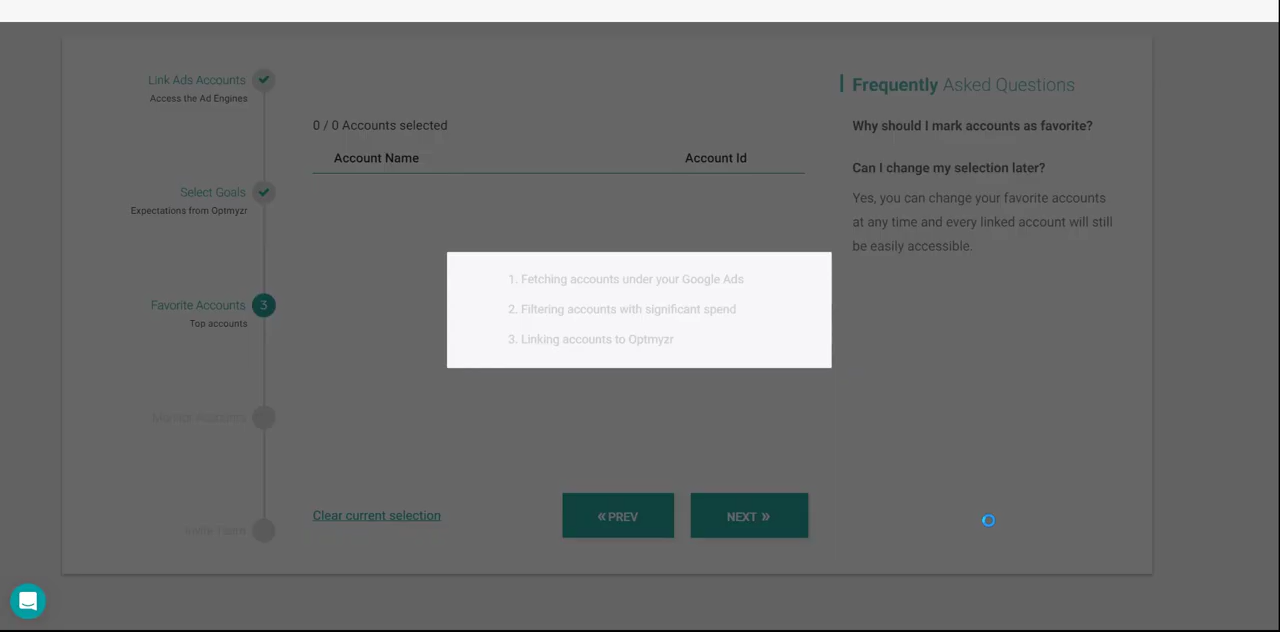 Link Ads Accounts
Access the Ad Engines
Select Goals
Expectations from Optmyzr
Favorite Accounts 3
Top accounts
Monitor Accounts
Invite Team
0 / 0 Accounts selected
Account Name Account Id
1. Fetching accounts under your Google Ads
2. Filtering accounts with significant spend
3. Linking accounts to Optmyzr
Clear current selection
« PREV
NEXT »
Frequently Asked Questions
Why should I mark accounts as favorite?
Can I change my selection later?
Yes, you can change your favorite accounts
at any time and every linked account will still
be easily accessible.